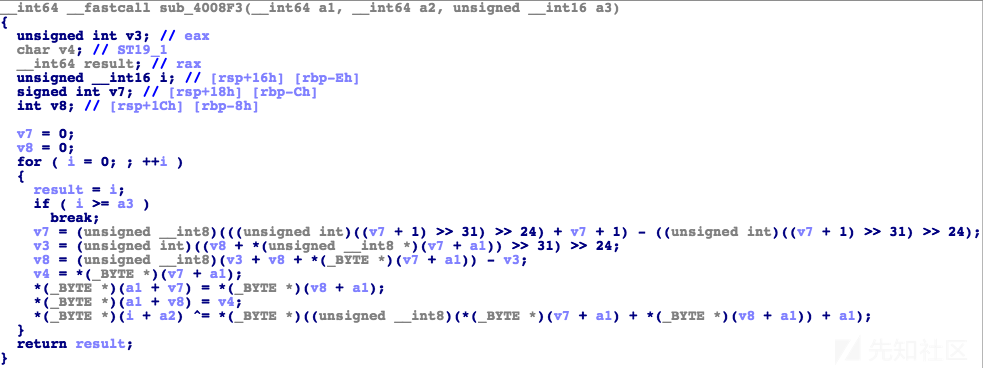 __int64 __fastcall sub_4008F3(__int64 a1, __int64 a2, unsigned __int16 a3)
{
  unsigned int v3; // eax
  char v4; // ST19_1
  __int64 result; // rax
  unsigned __int16 i; // [rsp+16h] [rbp-Eh]
  signed int v7; // [rsp+18h] [rbp-Ch]
  int v8; // [rsp+1Ch] [rbp-8h]

  v7 = 0;
  v8 = 0;
  for ( i = 0; ; ++i )
  {
    result = i;
    if ( i >= a3 )
      break;
    v7 = (unsigned __int8)(((unsigned int)((v7 + 1) >> 31) >> 24) + v7 + 1) - ((unsigned int)((v7 + 1) >> 31) >> 24);
    v3 = (unsigned int)((v8 + *(unsigned __int8 *)(v7 + a1)) >> 31) >> 24;
    v8 = (unsigned __int8)(v3 + v8 + *(_BYTE *)(v7 + a1)) - v3;
    v4 = *(_BYTE *)(v7 + a1);
    *(_BYTE *)(a1 + v7) = *(_BYTE *)(v8 + a1);
    *(_BYTE *)(a1 + v8) = v4;
    *(_BYTE *)(i + a2) ^= *(_BYTE *)((unsigned __int8)(*(_BYTE *)(v7 + a1) + *(_BYTE *)(v8 + a1)) + a1);
  }
  return result;
}
先知社区